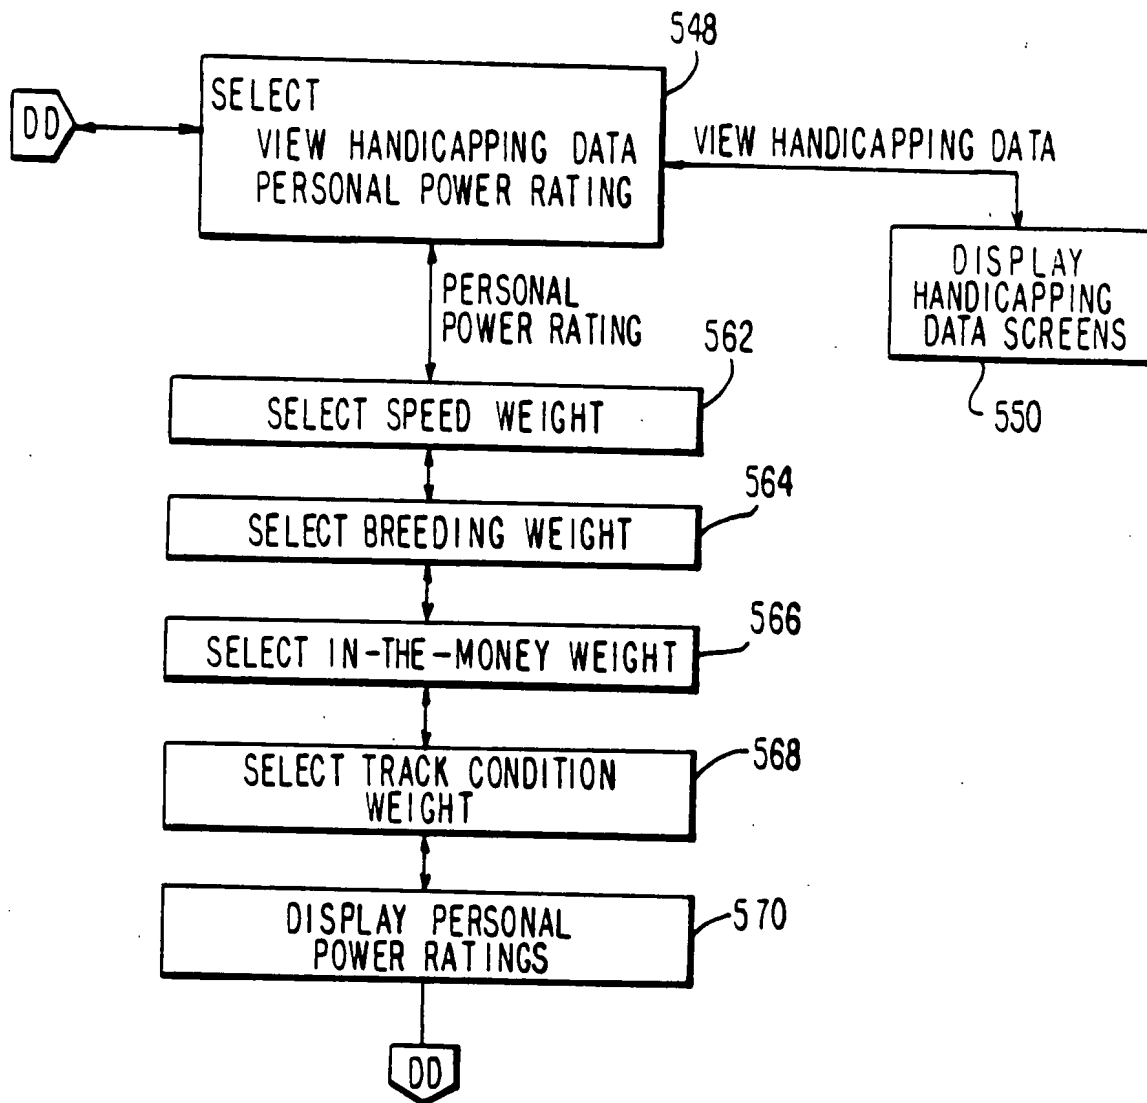 548
DD
SELECT
VIEW HANDICAPPING DATA
PERSONAL POWER RATING
VIEW HANDICAPPING DATA
DISPLAY
HANDICAPPING
DATA SCREENS
550
PERSONAL
POWER RATING
562
SELECT SPEED WEIGHT
564
SELECT BREEDING WEIGHT
566
SELECT IN-THE-MONEY WEIGHT
568
SELECT TRACK CONDITION
WEIGHT
570
DISPLAY PERSONAL
POWER RATINGS
DD